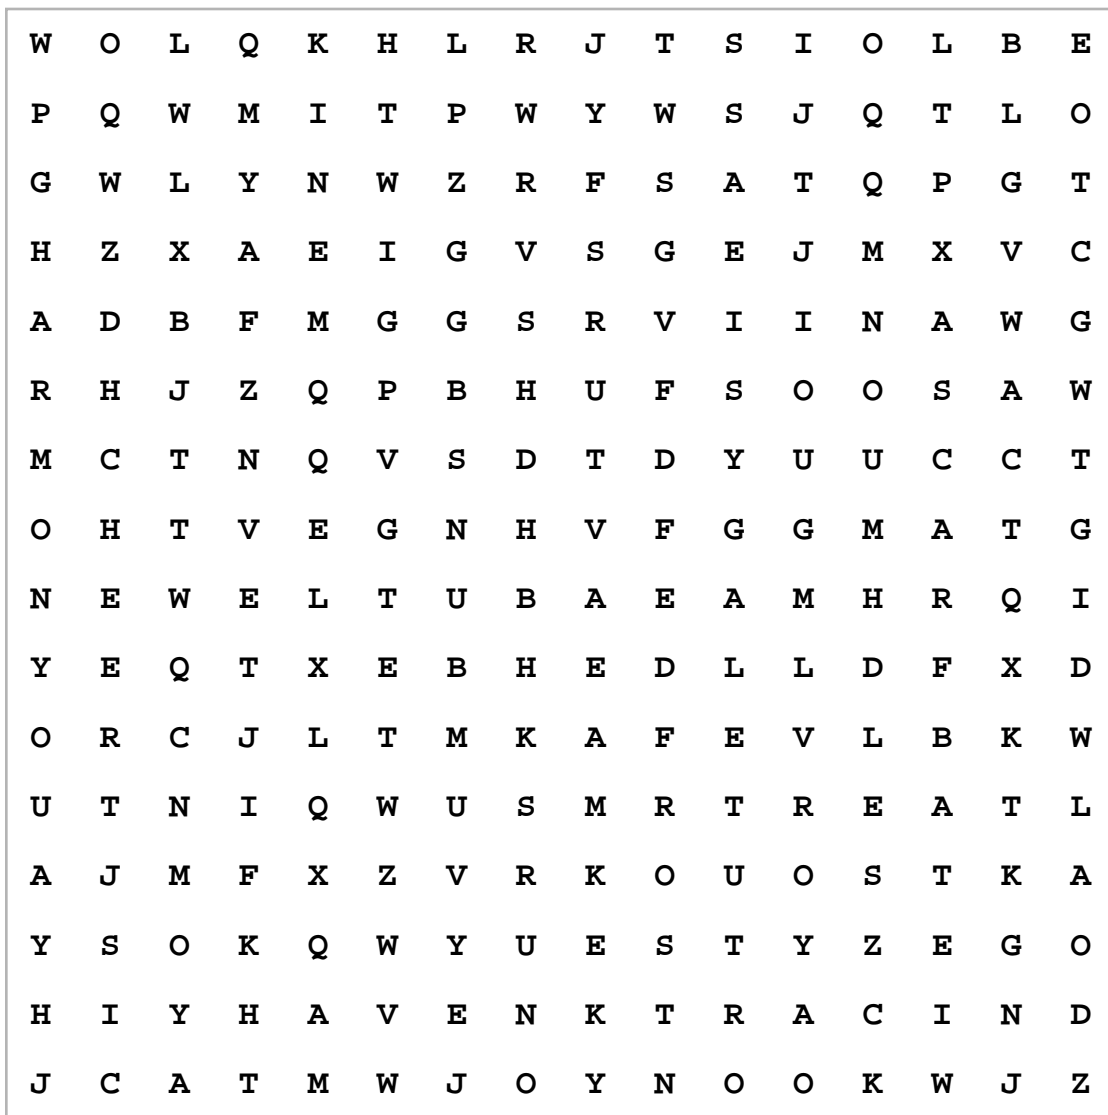 W O L Q K H L R J T S I O L B E
P Q W M I T P W Y W S J Q T L O
G W L Y N W Z R F S A T Q P G T
H Z X A E I G V S G E J M X V C
A D B F M G G S R V I I N A W G
R H J Z Q P B H U F S O O S A W
M C T N Q V S D T D Y U U C C T
O H T V E G N H V F G G M A T G
N E W E L T U B A E A M H R Q I
Y E Q T X E B H E D L L D F X D
O R C J L T M K A F E V L B K W
U T N I Q W U S M R T R E A T L
A J M F X Z V R K O U O S T K A
Y S O K Q W Y U E S T Y Z E G O
H I Y H A V E N K T R A C I N D
J C A T M W J O Y N O O K W J Z